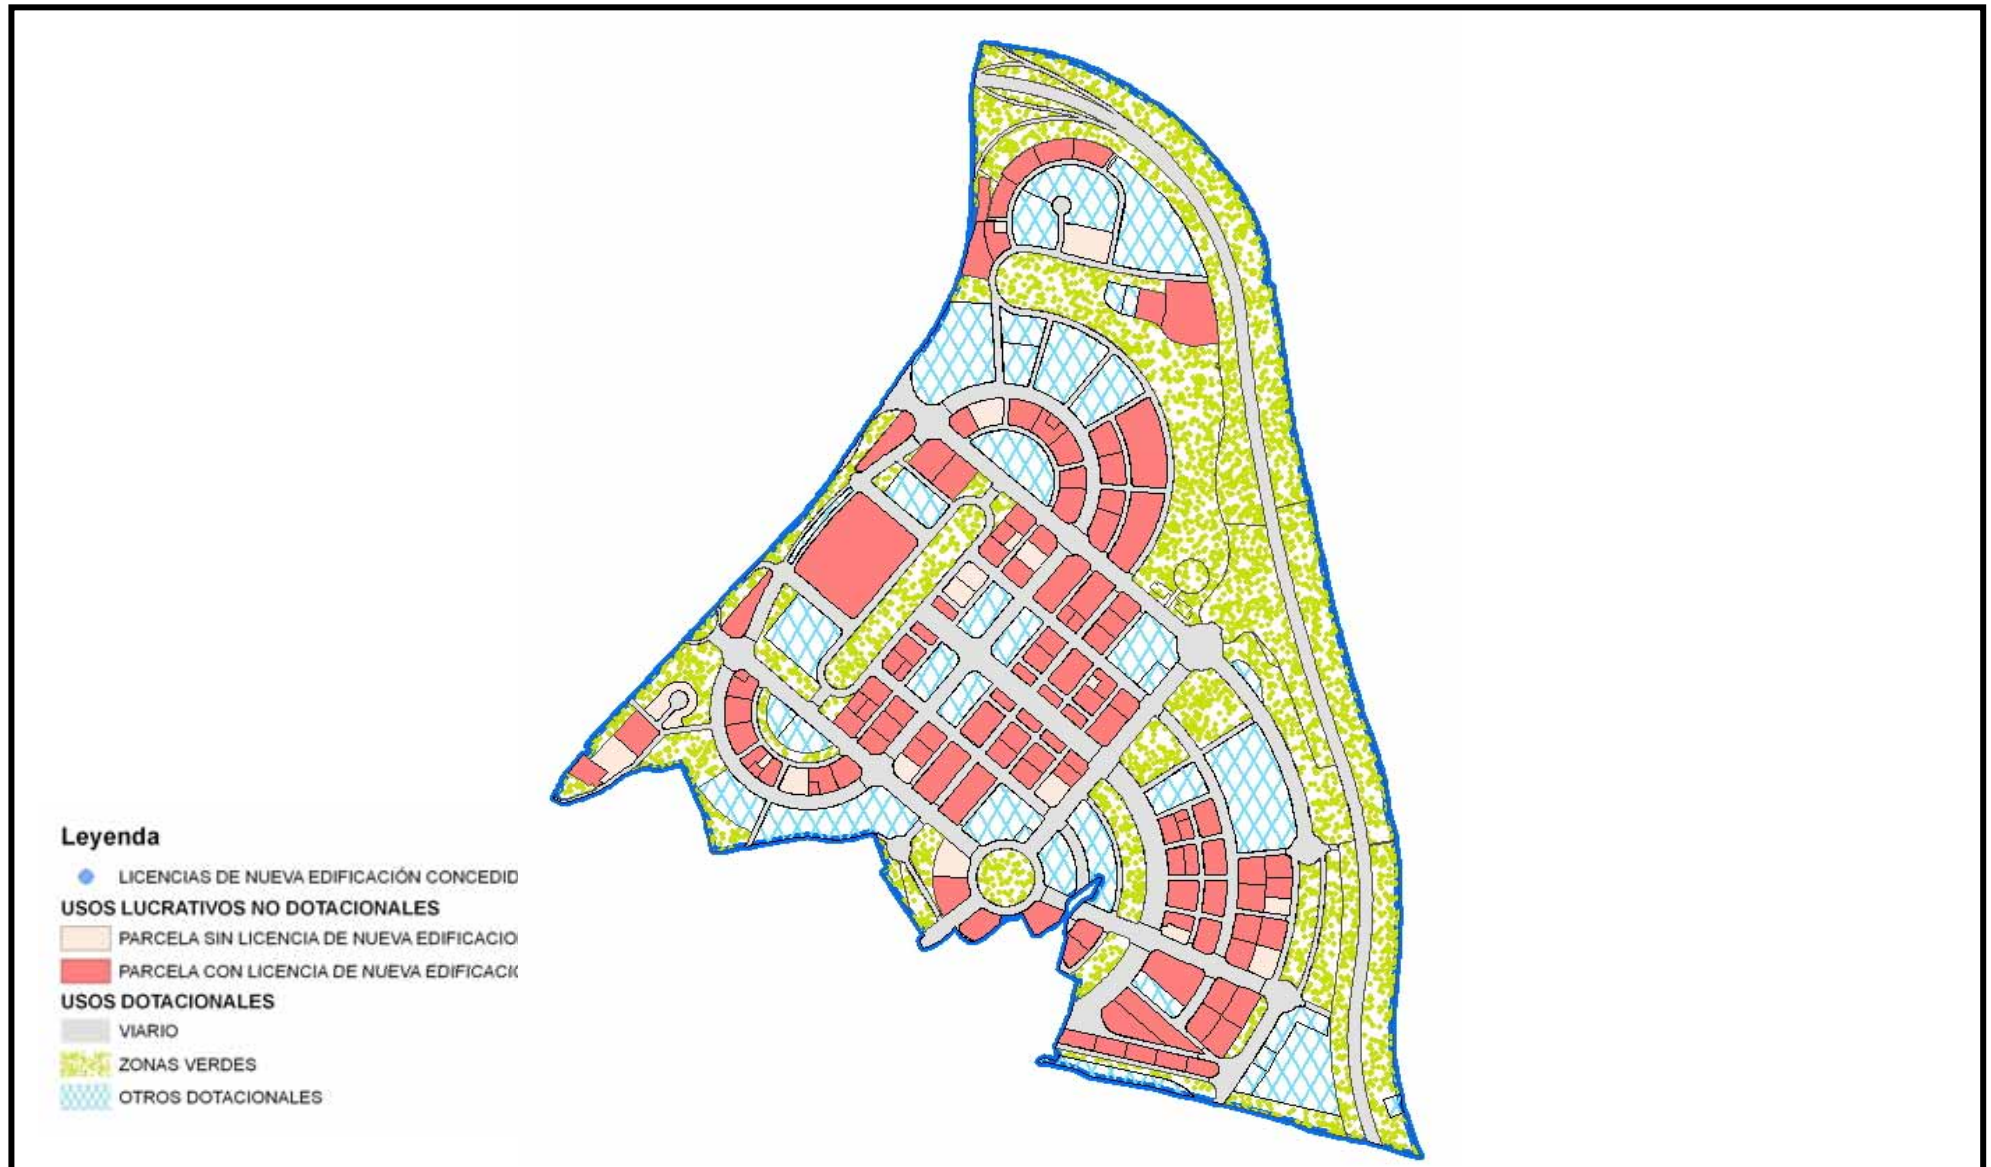 Leyenda
LICENCIAS DE NUEVA EDIFICACIÓN CONCEDID
USOS LUCRATIVOS NO DOTACIONALES
PARCELA SIN LICENCIA DE NUEVA EDIFICACIO
PARCELA CON LICENCIA DE NUEVA EDIFICACIO
USOS DOTACIONALES
VIARIO
ZONAS VERDES
OTROS DOTACIONALES